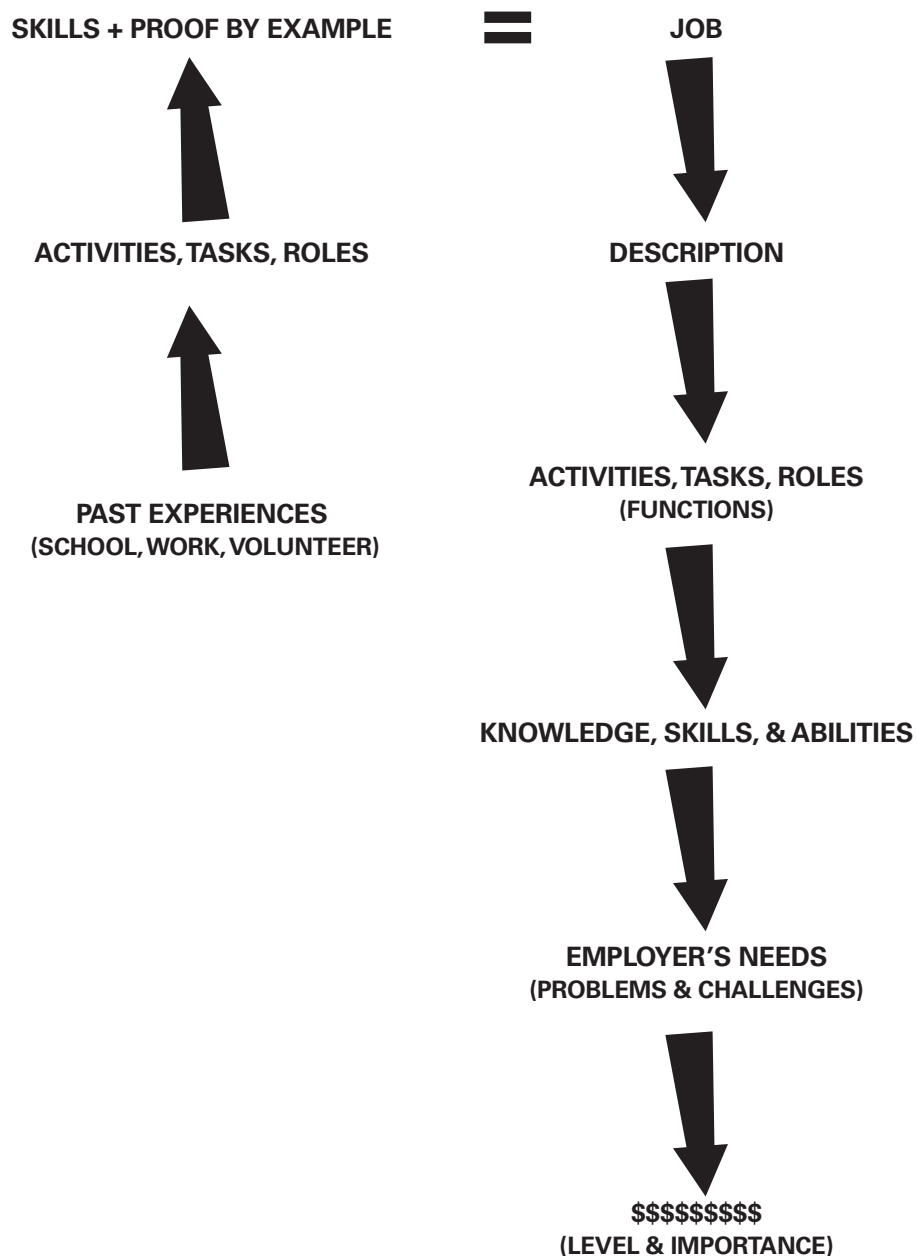 SKILLS + PROOF BY EXAMPLE = JOB
ACTIVITIES, TASKS, ROLES
DESCRIPTION
PAST EXPERIENCES
(SCHOOL, WORK, VOLUNTEER)
ACTIVITIES, TASKS, ROLES
(FUNCTIONS)
KNOWLEDGE, SKILLS, & ABILITIES
EMPLOYER’S NEEDS
(PROBLEMS & CHALLENGES)
$$$$$$$$$
(LEVEL & IMPORTANCE)